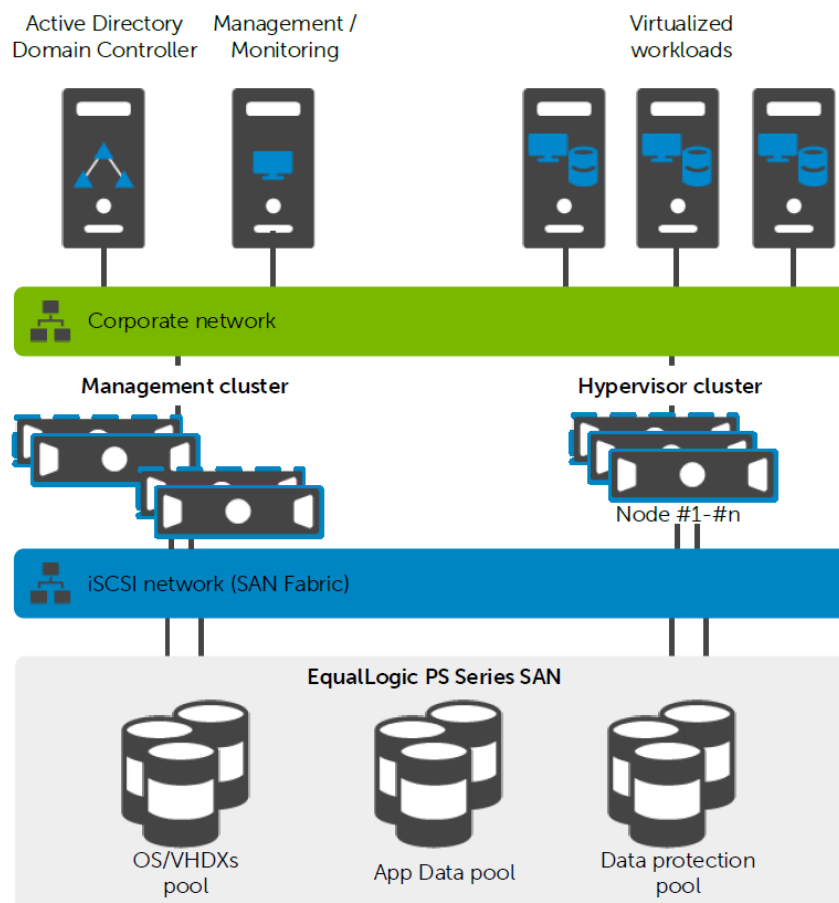 Active Directory
Domain Controller
Management /
Monitoring
Virtualized
workloads
Corporate network
Management cluster
Hypervisor cluster
Node #1-#n
iSCSI network (SAN Fabric)
EqualLogic PS Series SAN
OS/VHDXs
pool
App Data pool
Data protection
pool